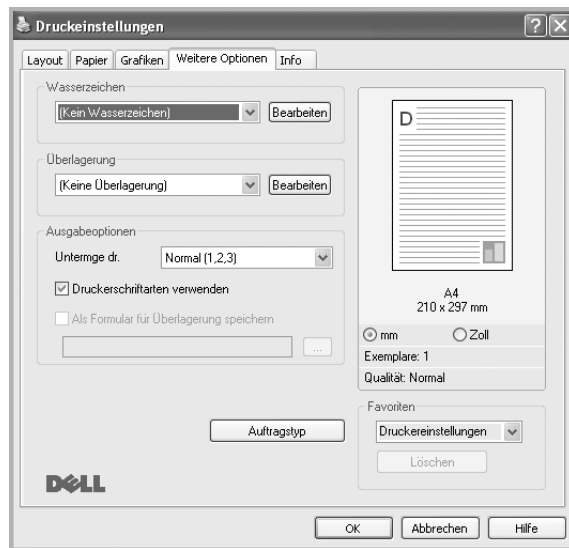 Druckeinstellungen
Layout Papier Grafiken Weitere Optionen Info
Wasserzeichen
(Kein Wasserzeichen) Bearbeiten
Überlagerung
(Keine Überlagerung) Bearbeiten
Ausgabeoptionen
Untermge dr. Normal (1,2,3)
Druckerschriftarten verwenden
Als Formular für Überlagerung speichern
...
Auftragstyp
DELL
D
A4
210 x 297 mm
mm Zoll
Exemplare: 1
Qualität: Normal
Favoriten
Druckereinstellungen
Löschen
OK Abbrechen Hilfe